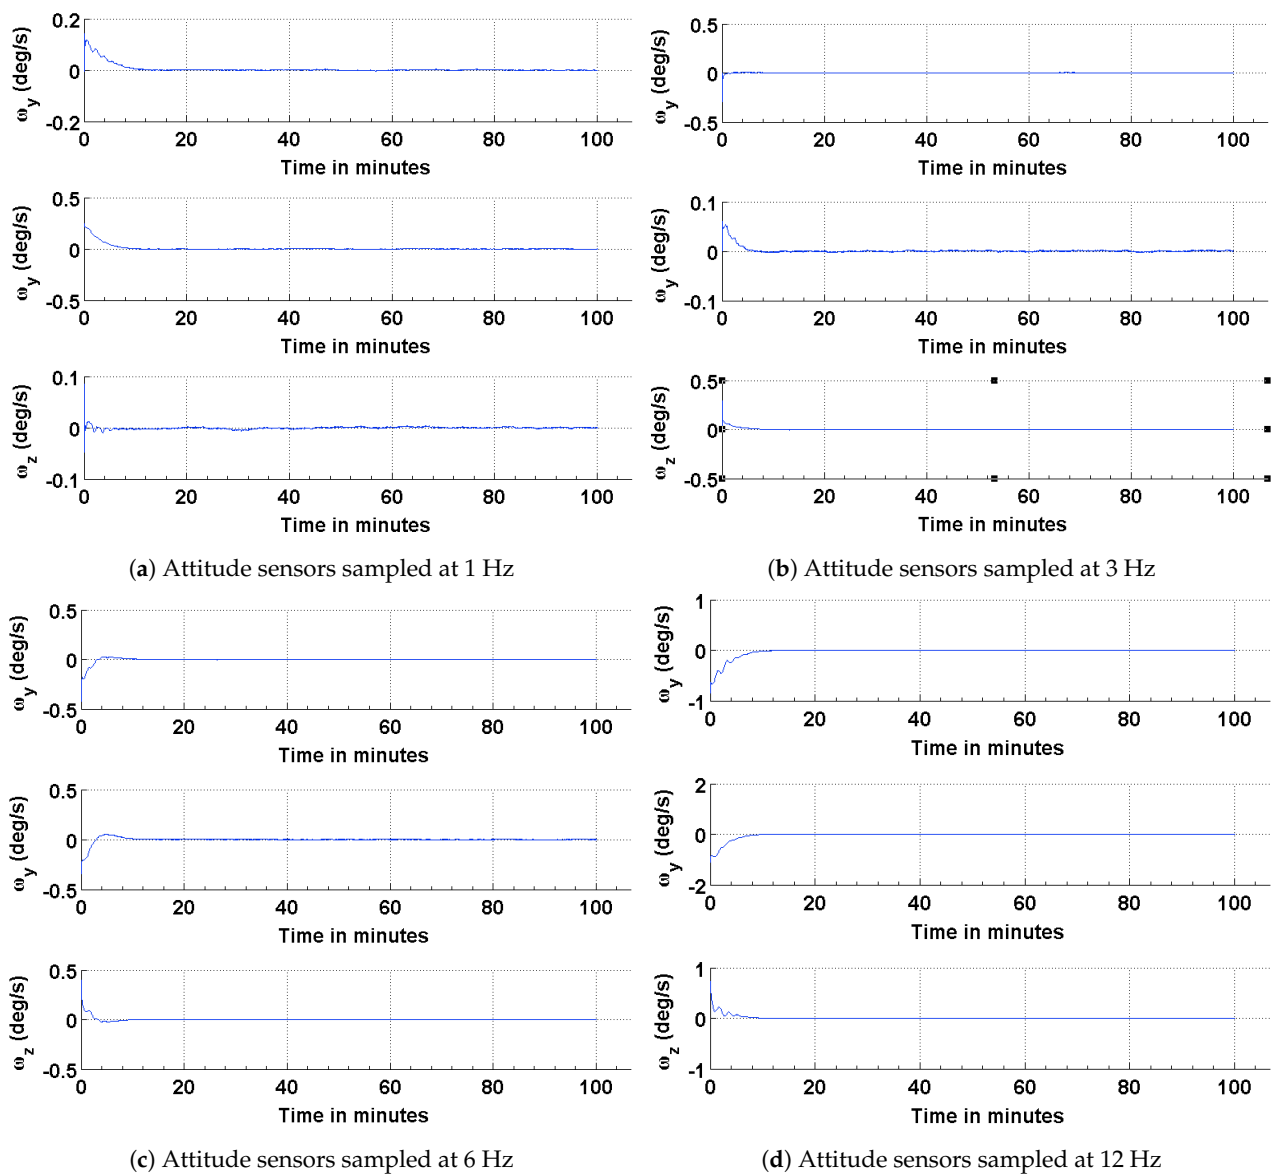 0.2
0
-0.2
ω_y (deg/s)
0 20 40 60 80 100
Time in minutes
0.5
0
-0.5
ω_y (deg/s)
0 20 40 60 80 100
Time in minutes
0.1
0
-0.1
ω_z (deg/s)
0 20 40 60 80 100
Time in minutes
(a) Attitude sensors sampled at 1 Hz
0.5
0
-0.5
ω_y (deg/s)
0 20 40 60 80 100
Time in minutes
0.1
0
-0.1
ω_y (deg/s)
0 20 40 60 80 100
Time in minutes
0.5
0
-0.5
ω_z (deg/s)
0 20 40 60 80 100
Time in minutes
(b) Attitude sensors sampled at 3 Hz
0.5
0
-0.5
ω_y (deg/s)
0 20 40 60 80 100
Time in minutes
0.5
0
-0.5
ω_y (deg/s)
0 20 40 60 80 100
Time in minutes
0.5
0
-0.5
ω_z (deg/s)
0 20 40 60 80 100
Time in minutes
(c) Attitude sensors sampled at 6 Hz
1
0
-1
ω_y (deg/s)
0 20 40 60 80 100
Time in minutes
2
0
-2
ω_y (deg/s)
0 20 40 60 80 100
Time in minutes
1
0
-1
ω_z (deg/s)
0 20 40 60 80 100
Time in minutes
(d) Attitude sensors sampled at 12 Hz